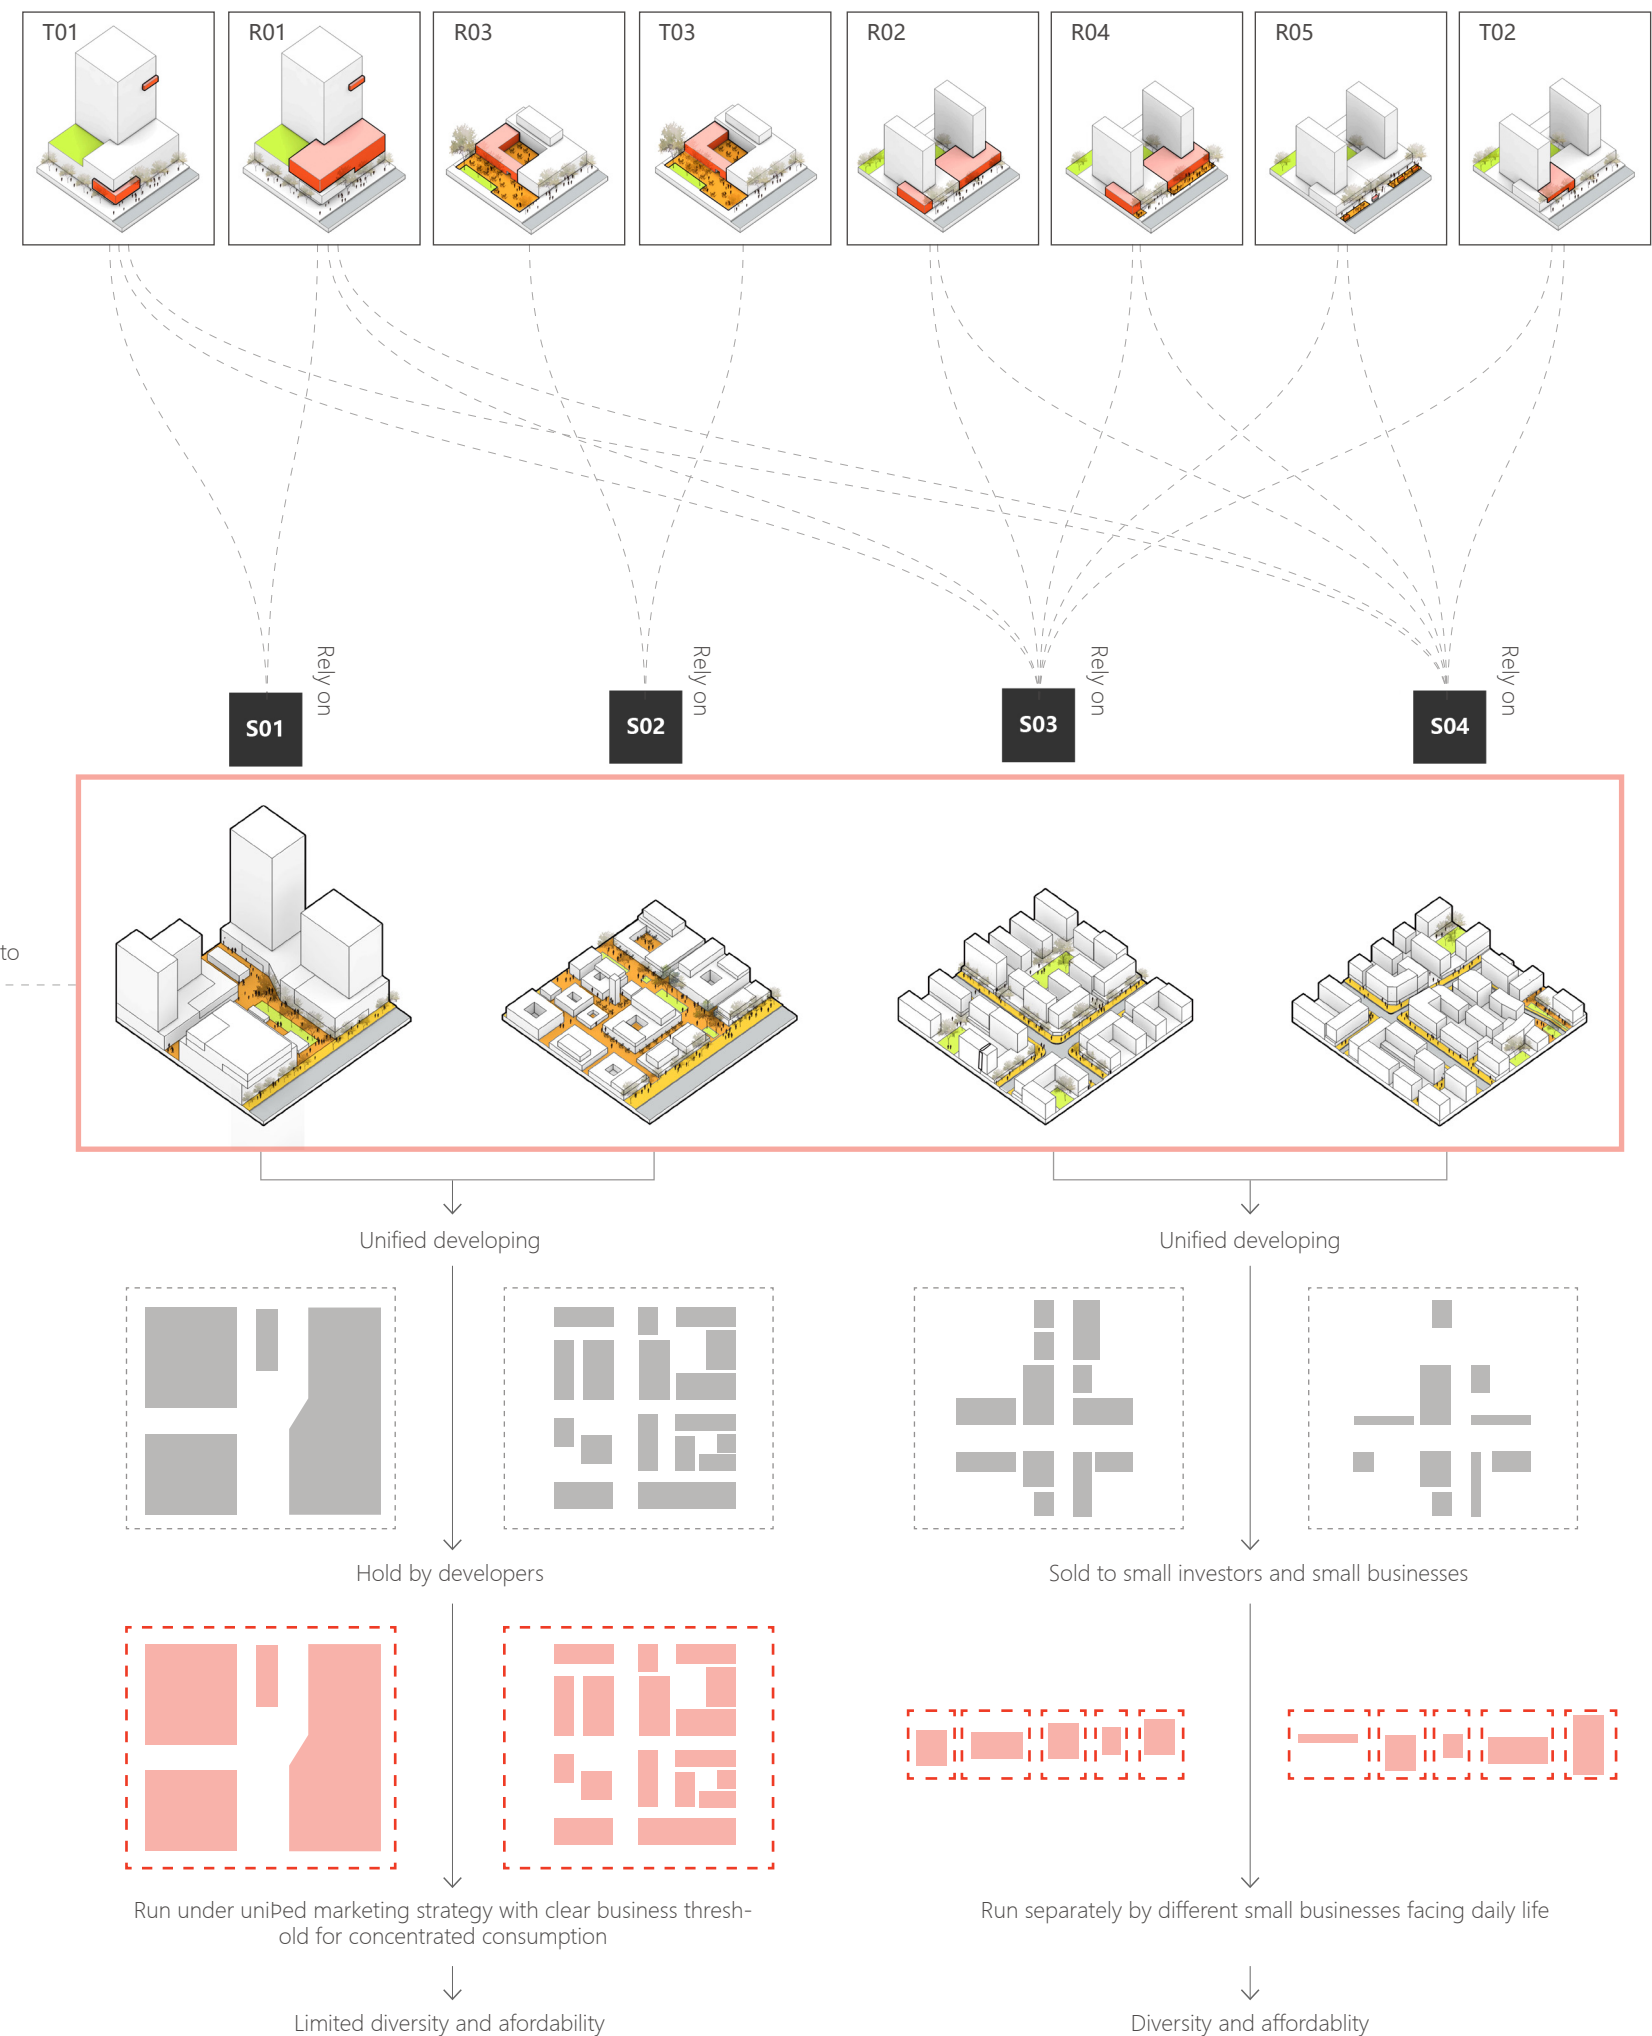 T01
R01
R03
T03
R02
R04
R05
T02
Rely on
Rely on
Rely on
Rely on
S01
S02
S03
S04
to
Unified developing
Unified developing
Hold by developers
Sold to small investors and small businesses
Run under uniÞed marketing strategy with clear business thresh-
old for concentrated consumption
Run separately by different small businesses facing daily life
Limited diversity and afordability
Diversity and affordablity